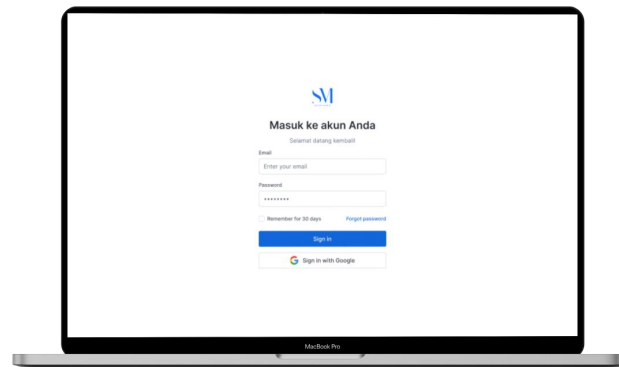 SM
Masuk ke akun Anda
Selamat datang kembali!
Email
Enter your email
Password
Remember for 30 days Forgot password
Sign in
Sign in with Google
MacBook Pro